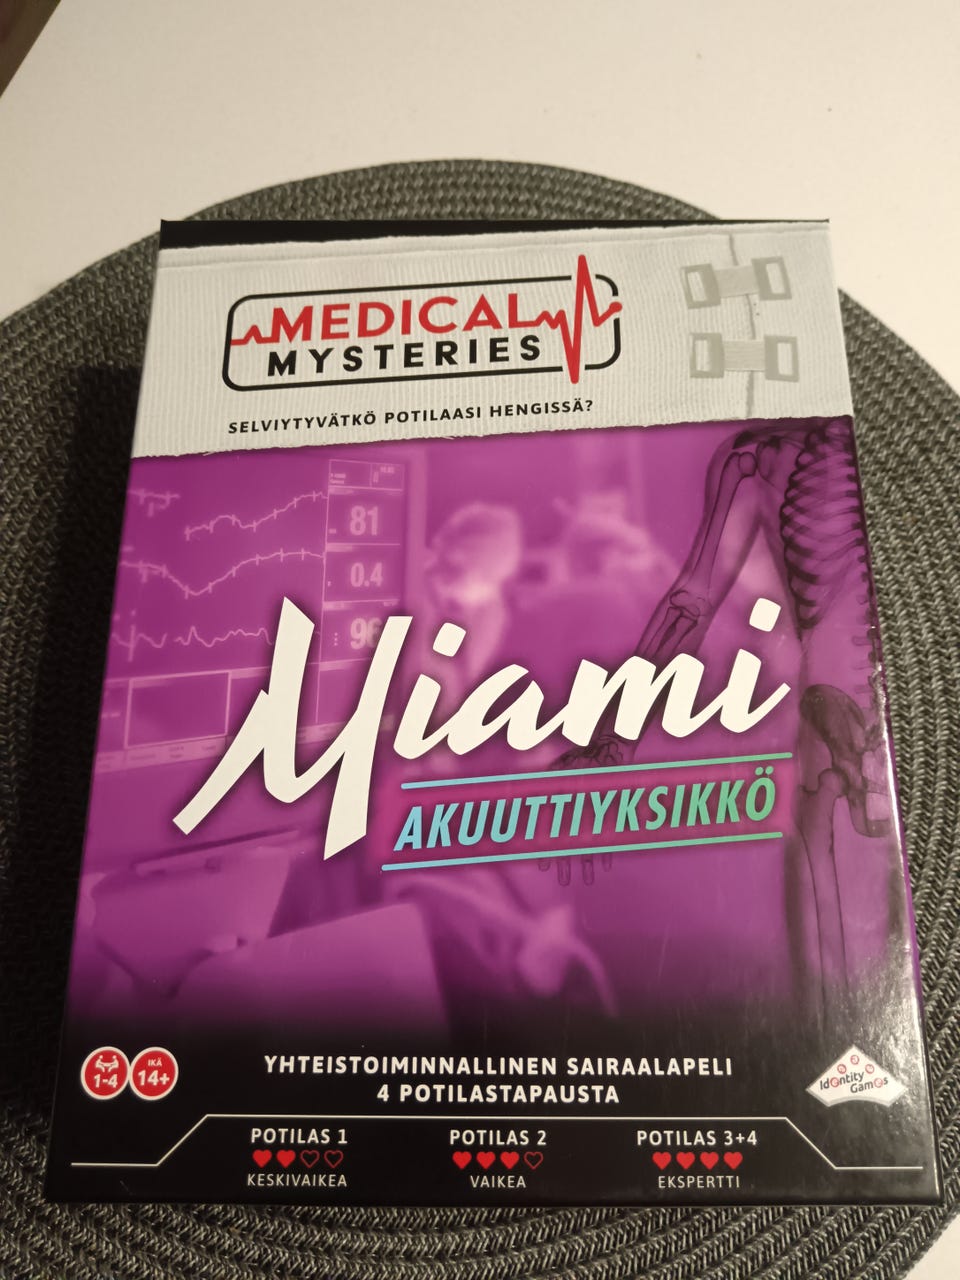 MEDICAL
MYSTERIES
SELVIYTYVÄTKÖ POTILAASI HENGISSÄ?
81
0.4
96
Miami
AKUUTTIYKSIKKÖ
1-4
IKÄ
14+
YHTEISTOIMINNALLINEN SAIRAALAPELI
4 POTILASTAPAUSTA
Identity
Games
POTILAS 1
KESKIVAIKEA
POTILAS 2
VAIKEA
POTILAS 3+4
EKSPERTTI